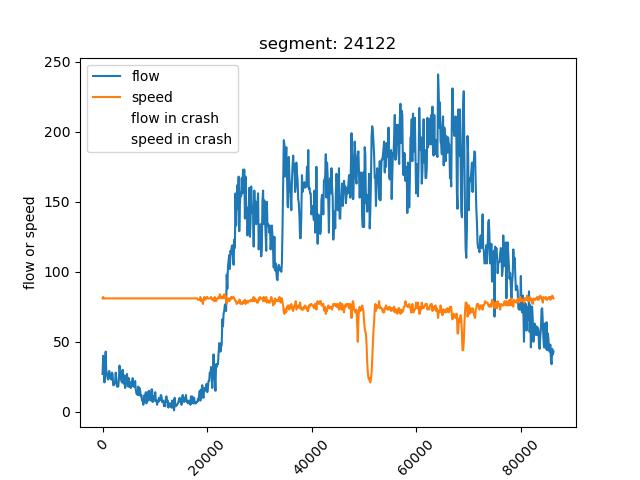 segment: 24122
250
200
150
100
50
0
flow or speed
flow
speed
flow in crash
speed in crash
0
20000
40000
60000
80000